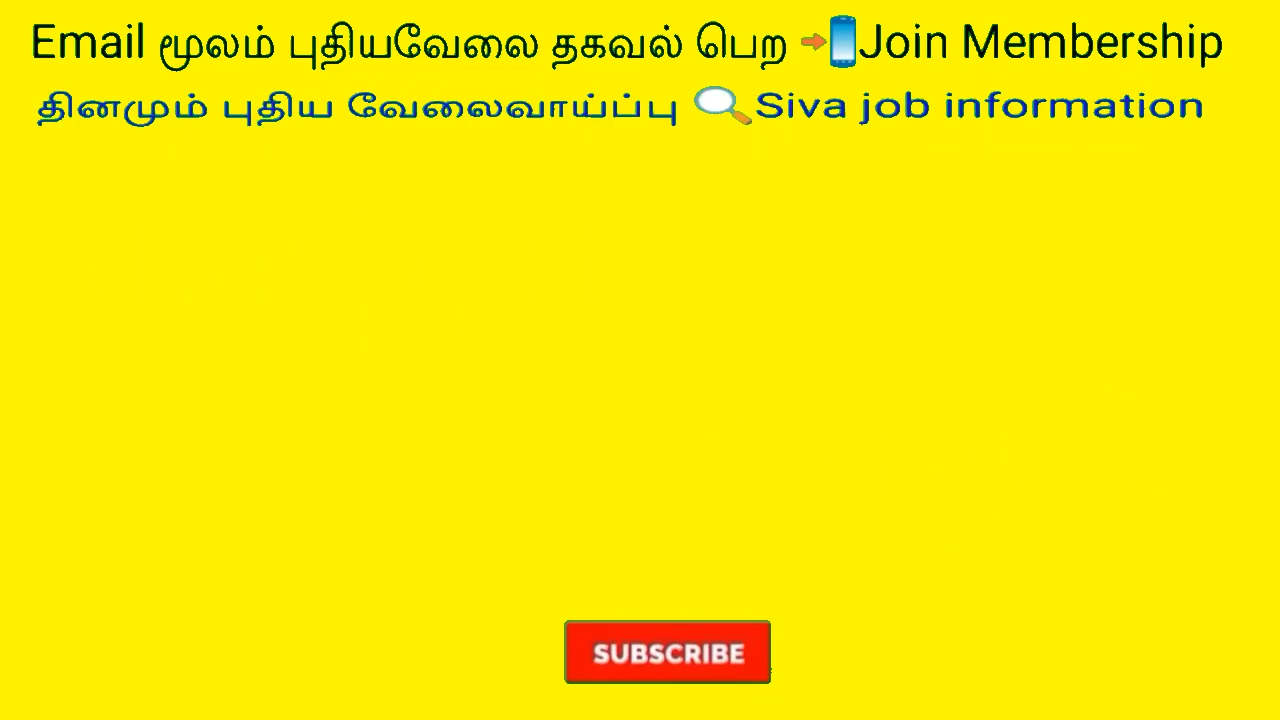 Email மூலம் புதியவேலை தகவல் பெற Join Membership
தினமும் புதிய வேலைவாய்ப்பு Siva job information
SUBSCRIBE